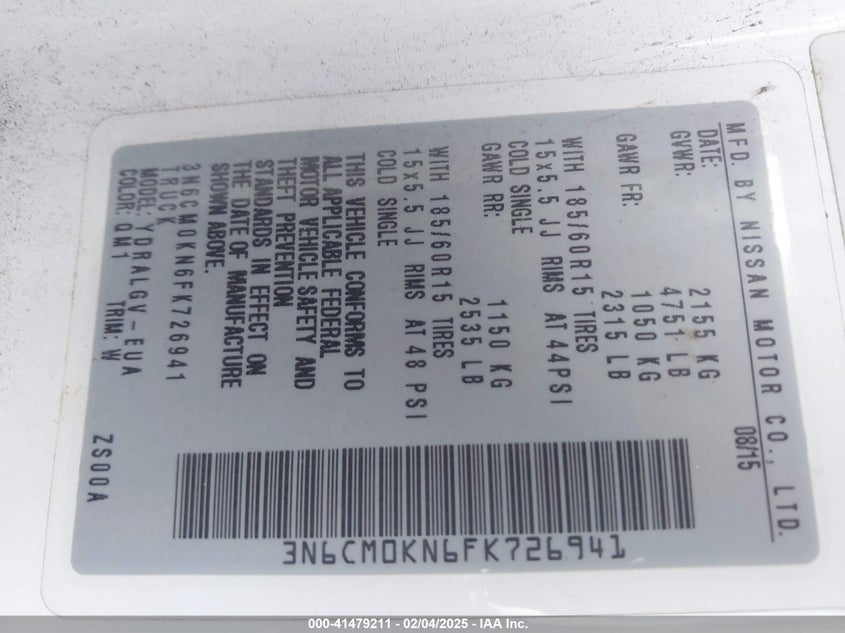 MFD. BY NISSAN MOTOR CO., LTD.
DATE: 08/15
GVWR: 2155 KG
4751 LB
GAWR FR: 1050 KG
2315 LB
WITH 185/60R15 TIRES
15x5.5 JJ RIMS AT 44PSI
COLD SINGLE
GAWR RR: 1150 KG
2535 LB
WITH 185/60R15 TIRES
15x5.5 JJ RIMS AT 48 PSI
COLD SINGLE
THIS VEHICLE CONFORMS TO
ALL APPLICABLE FEDERAL
MOTOR VEHICLE SAFETY AND
THEFT PREVENTION
STANDARDS IN EFFECT ON
THE DATE OF MANUFACTURE
SHOWN ABOVE.
3N6CM0KN6FK726941
TRUCK
MODEL: YDRALGV-EUA
COLOR: QM1 TRIM: W
ZS00A
3N6CM0KN6FK726941
000-41479211 - 02/04/2025 - IAA Inc.